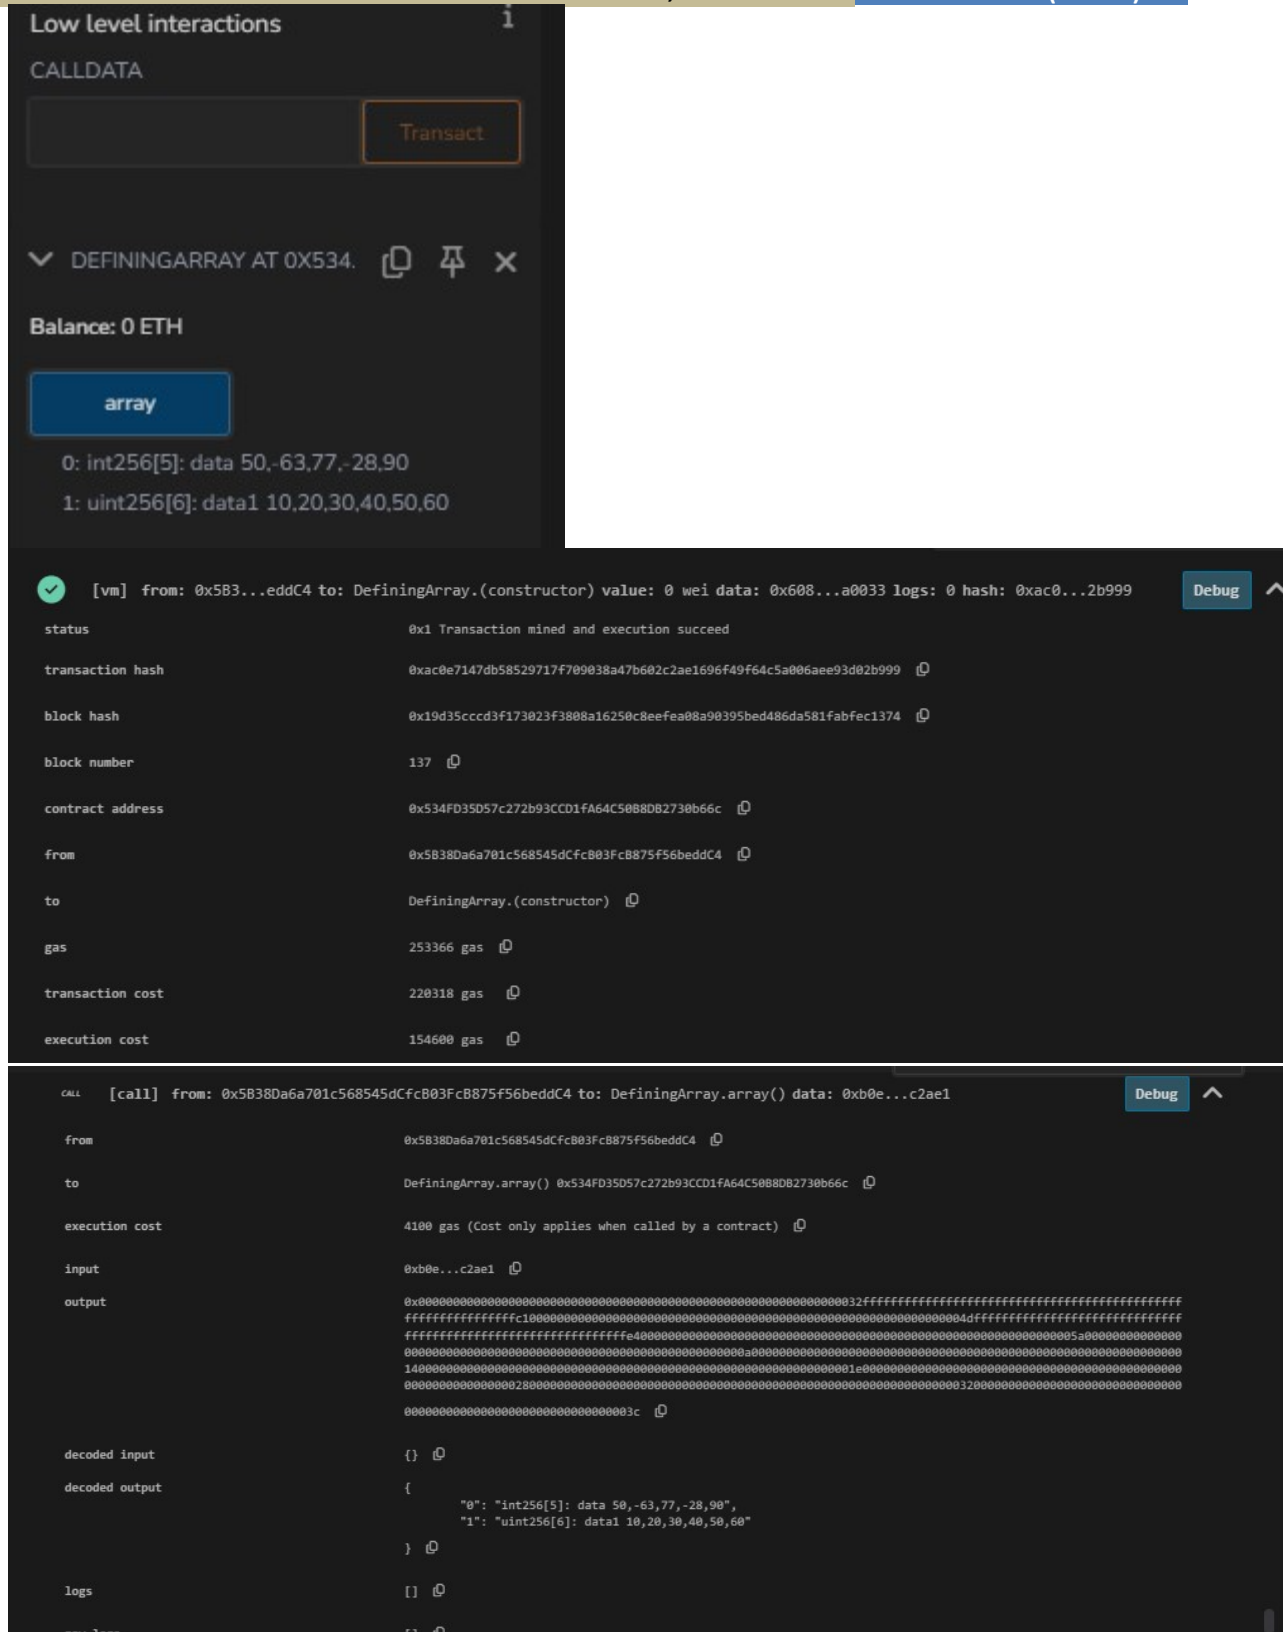 Low level interactions
i
CALLDATA
Transact
DEFININGARRAY AT 0X534.
Balance: 0 ETH
array
0: int256[5]: data 50,-63,77,-28,90
1: uint256[6]: data1 10,20,30,40,50,60
[vm] from: 0x5B3...eddC4 to: DefiningArray.(constructor) value: 0 wei data: 0x608...a0033 logs: 0 hash: 0xac0...2b999 Debug
status 0x1 Transaction mined and execution succeed
transaction hash 0xac0e7147db58529717f709038a47b602c2ae1696f49f64c5a006aee93d02b999
block hash 0x19d35cccd3f173023f3808a16250c8eefea08a90395bed486da581fabfec1374
block number 137
contract address 0x534FD35D57c272b93CCD1fA64C50B8DB2730b66c
from 0x5B38Da6a701c568545dCfcB03FcB875f56beddC4
to DefiningArray.(constructor)
gas 253366 gas
transaction cost 220318 gas
execution cost 154600 gas
CALL [call] from: 0x5B38Da6a701c568545dCfcB03FcB875f56beddC4 to: DefiningArray.array() data: 0xb0e...c2ae1 Debug
from 0x5B38Da6a701c568545dCfcB03FcB875f56beddC4
to DefiningArray.array() 0x534FD35D57c272b93CCD1fA64C50B8DB2730b66c
execution cost 4100 gas (Cost only applies when called by a contract)
input 0xb0e...c2ae1
output 0x0000000000000000000000000000000000000000000000000000000000000032ffffffffffffffffffffffffffffffffffffffffffffff
ffffffffffffffffc1000000000000000000000000000000000000000000000000000000000000004dffffffffffffffffffffffffffffff
ffffffffffffffffffffffffffffffffe4000000000000000000000000000000000000000000000000000000000000005a00000000000000
0000000000000000000000000000000000000000000000000a00000000000000000000000000000000000000000000000000000000000000
14000000000000000000000000000000000000000000000000000000000000001e0000000000000000000000000000000000000000000000
0000000000000000280000000000000000000000000000000000000000000000000000000000000032000000000000000000000000000000
000000000000000000000000000000003c
decoded input {}
decoded output {
"0": "int256[5]: data 50,-63,77,-28,90",
"1": "uint256[6]: data1 10,20,30,40,50,60"
}
logs []